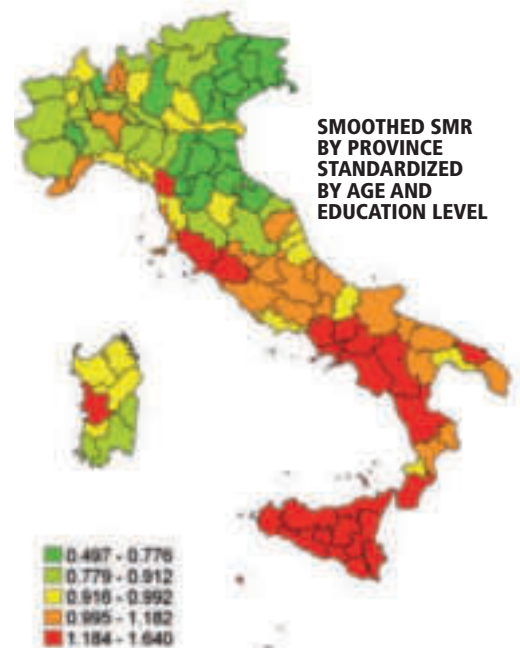 SMOOTHED SMR
BY PROVINCE
STANDARDIZED
BY AGE AND
EDUCATION LEVEL
0.497 - 0.776
0.779 - 0.912
0.916 - 0.992
0.995 - 1.182
1.184 - 1.640